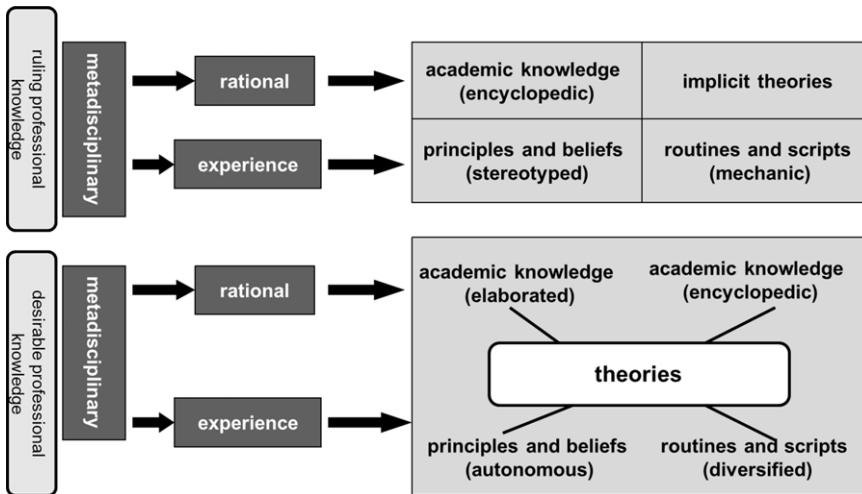 ruling professional
knowledge
metadisciplinary
rational
experience
academic knowledge
(encyclopedic)
implicit theories
principles and beliefs
(stereotyped)
routines and scripts
(mechanic)
desirable professional
knowledge
metadisciplinary
rational
experience
academic knowledge
(elaborated)
academic knowledge
(encyclopedic)
theories
principles and beliefs
(autonomous)
routines and scripts
(diversified)